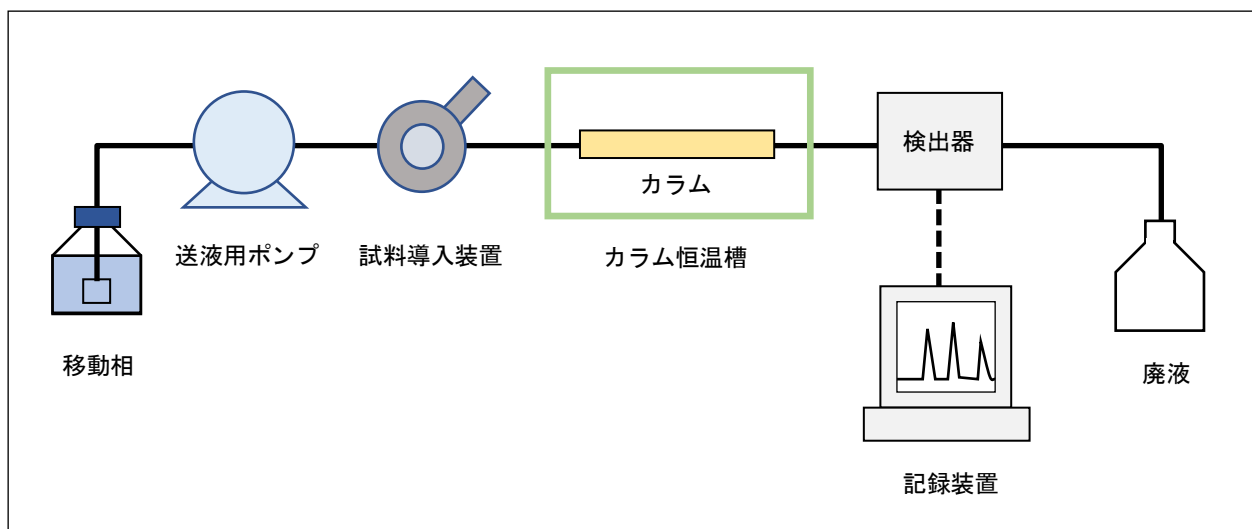 検出器
カラム
送液用ポンプ
試料導入装置
カラム恒温槽
移動相
廃液
記録装置